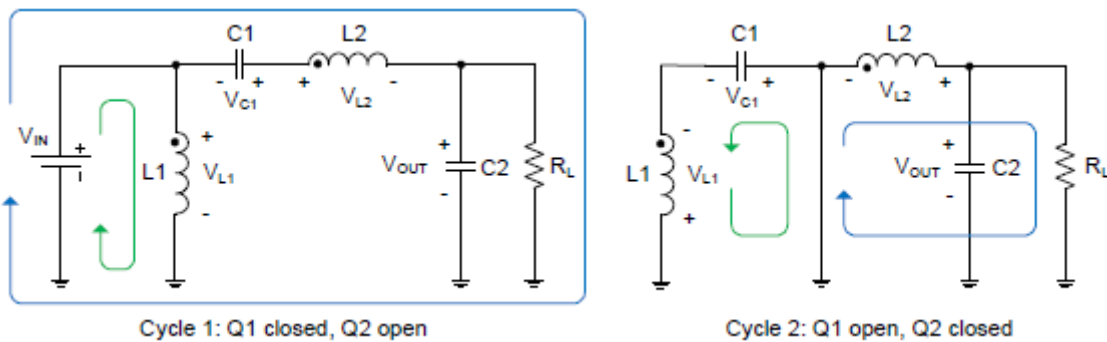 C1
L2
- + + -
VC1
VL2
VIN
+
L1
+
VL1
-
VOUT
+
-
C2
RL
Cycle 1: Q1 closed, Q2 open
C1
L2
- + - +
VC1
VL2
L1
-
VL1
+
VOUT
+
-
C2
RL
Cycle 2: Q1 open, Q2 closed